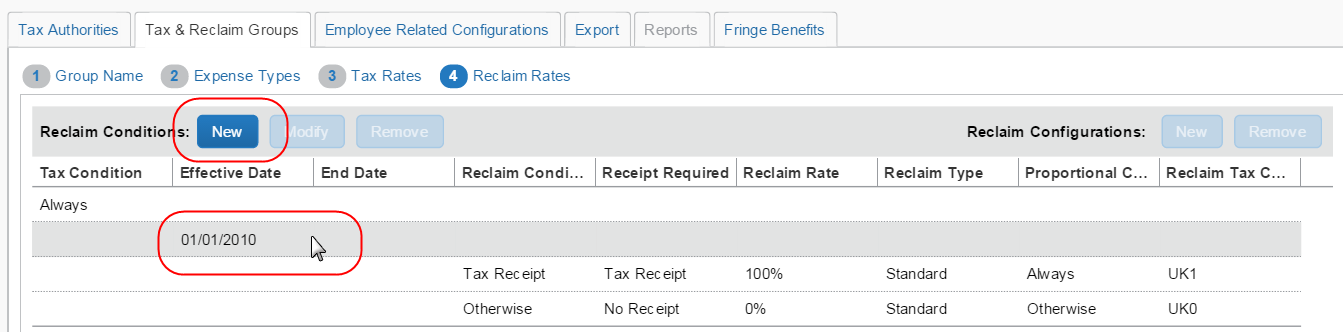 Tax Authorities Tax & Reclaim Groups Employee Related Configurations Export Reports Fringe Benefits
1 Group Name 2 Expense Types 3 Tax Rates 4 Reclaim Rates
Reclaim Conditions: New Modify Remove Reclaim Configurations: New Remove
Tax Condition Effective Date End Date Reclaim Condi... Receipt Required Reclaim Rate Reclaim Type Proportional C... Reclaim Tax C...
Always
01/01/2010
Tax Receipt Tax Receipt 100% Standard Always UK1
Otherwise No Receipt 0% Standard Otherwise UK0